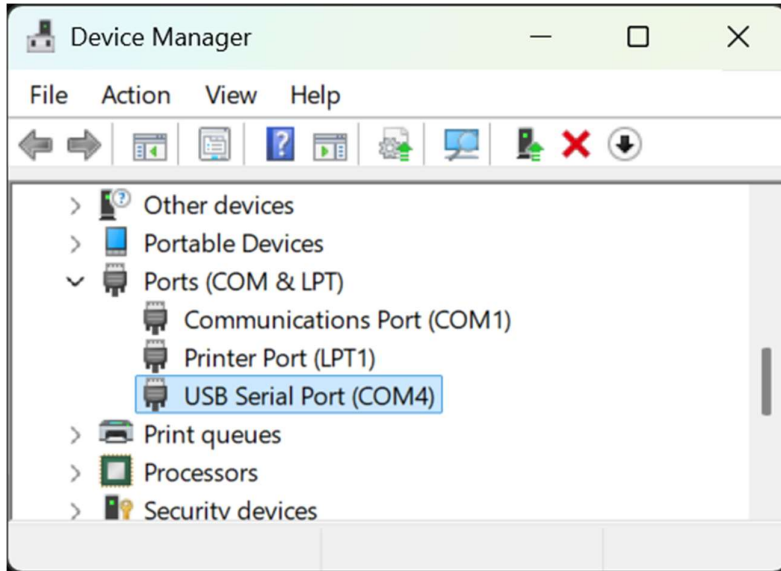 Device Manager
File Action View Help
Other devices
Portable Devices
Ports (COM & LPT)
Communications Port (COM1)
Printer Port (LPT1)
USB Serial Port (COM4)
Print queues
Processors
Security devices